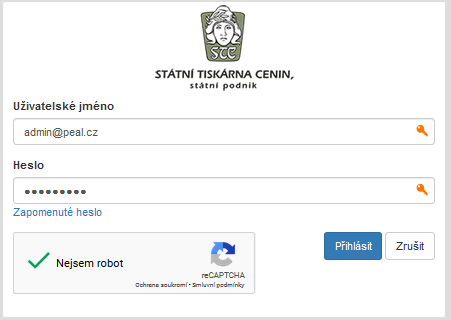 STC
STÁTNÍ TISKÁRNA CENIN,
státní podnik
Uživatelské jméno
admin@peal.cz
Heslo
●●●●●●●●●
Zapomenuté heslo
Nejsem robot
reCAPTCHA
Ochrana soukromí • Smluvní podmínky
Přihlásit
Zrušit